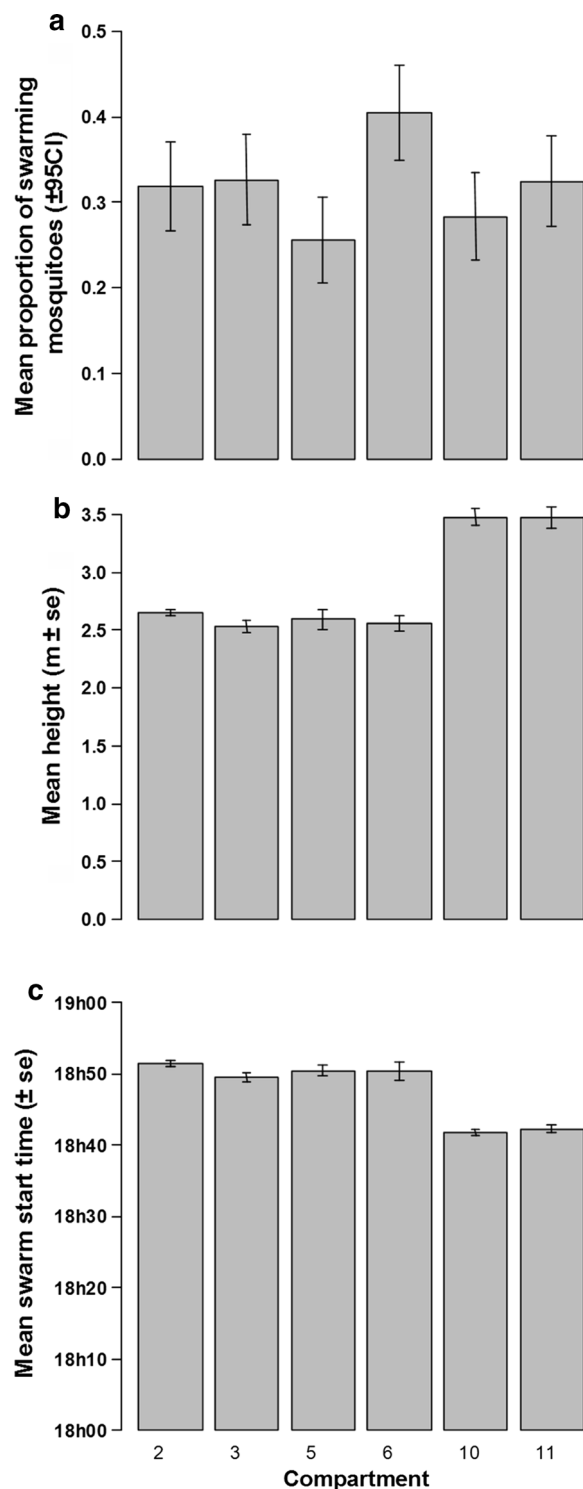 a
Mean proportion of swarming
mosquitoes (±95CI)
0.5
0.4
0.3
0.2
0.1
0.0
b
Mean height (m ± se)
3.5
3.0
2.5
2.0
1.5
1.0
0.5
0.0
c
Mean swarm start time (± se)
19h00
18h50
18h40
18h30
18h20
18h10
18h00
2 3 5 6 10 11
Compartment